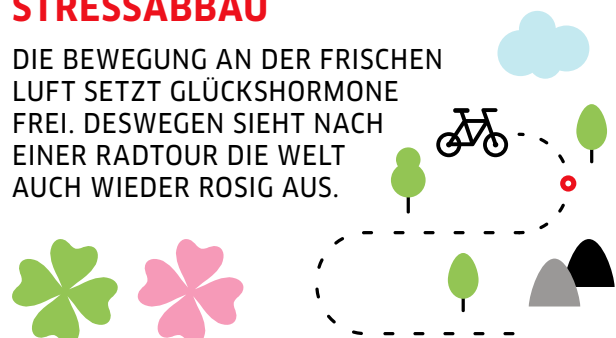 STRESSABBAU
DIE BEWEGUNG AN DER FRISCHEN
LUFT SETZT GLÜCKSHORMONE
FREI. DESWEGEN SIEHT NACH
EINER RADTOUR DIE WELT
AUCH WIEDER ROSIG AUS.